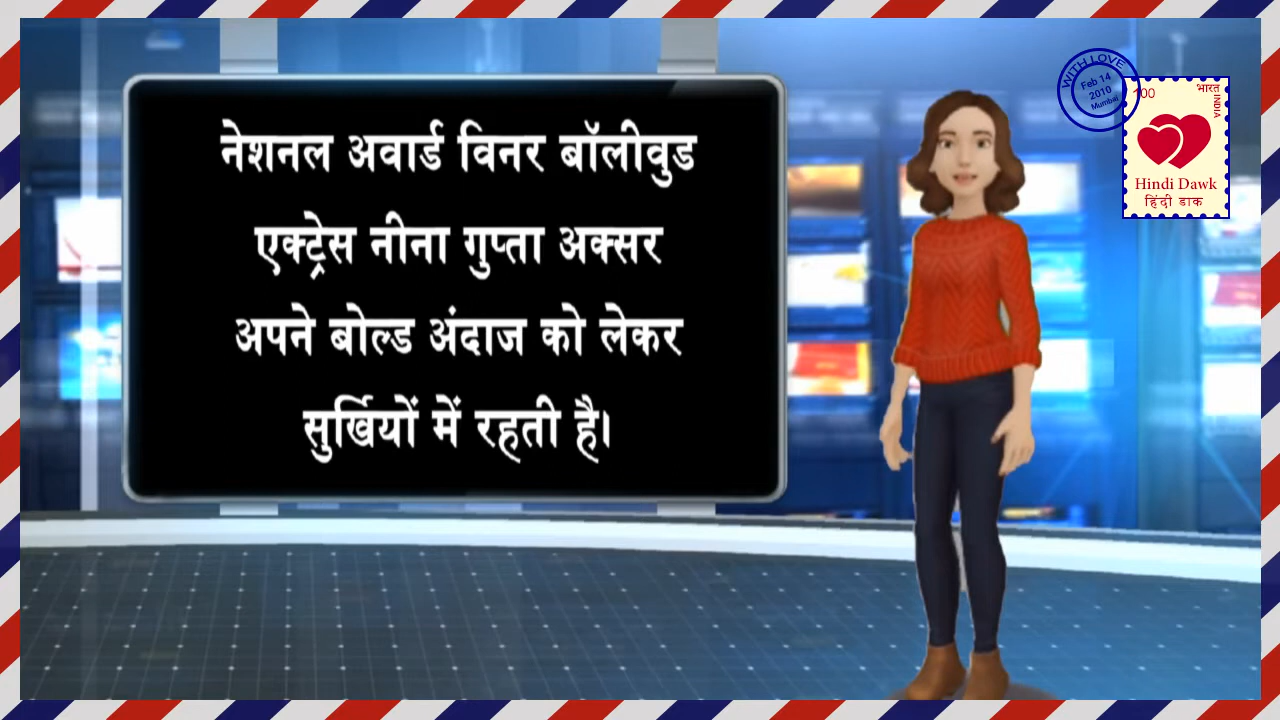 नेशनल अवार्ड विनर बॉलीवुड
एक्ट्रेस नीना गुप्ता अक्सर
अपने बोल्ड अंदाज को लेकर
सुर्खियों में रहती है।
WITH LOVE
Feb 14
2010
Mumbai
100
भारत
INDIA
Hindi Dawk
हिंदी डाक